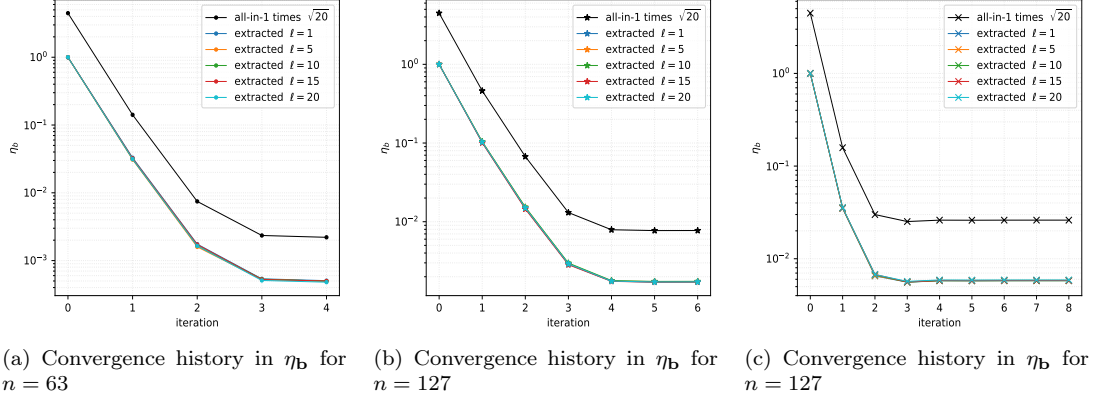 all-in-1 times √20
extracted ℓ = 1
extracted ℓ = 5
extracted ℓ = 10
extracted ℓ = 15
extracted ℓ = 20
10⁰
10⁻¹
10⁻²
10⁻³
η_b
0 1 2 3 4
iteration
all-in-1 times √20
extracted ℓ = 1
extracted ℓ = 5
extracted ℓ = 10
extracted ℓ = 15
extracted ℓ = 20
10⁰
10⁻¹
10⁻²
η_b
0 1 2 3 4 5 6
iteration
all-in-1 times √20
extracted ℓ = 1
extracted ℓ = 5
extracted ℓ = 10
extracted ℓ = 15
extracted ℓ = 20
10⁰
10⁻¹
10⁻²
η_b
0 1 2 3 4 5 6 7 8
iteration
(a) Convergence history in η_b for
n = 63
(b) Convergence history in η_b for
n = 127
(c) Convergence history in η_b for
n = 127